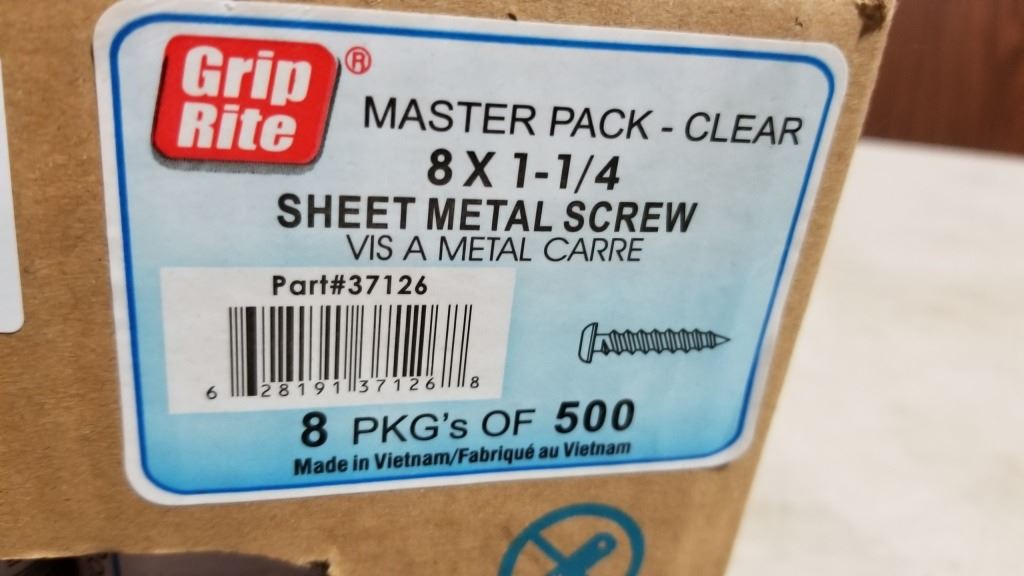 Grip
Rite
®
MASTER PACK - CLEAR
8 X 1-1/4
SHEET METAL SCREW
VIS A METAL CARRE
Part#37126
6 28191 37126 8
8 PKG's OF 500
Made in Vietnam/Fabriqué au Vietnam